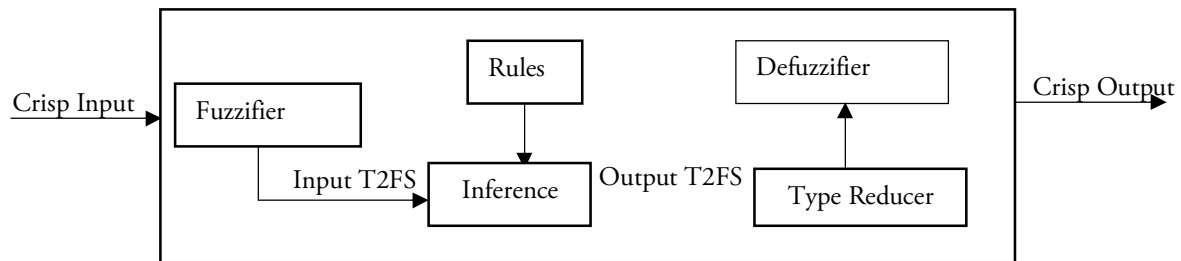 Rules
Defuzzifier
Crisp Input
Crisp Output
Fuzzifier
Input T2FS
Inference
Output T2FS
Type Reducer